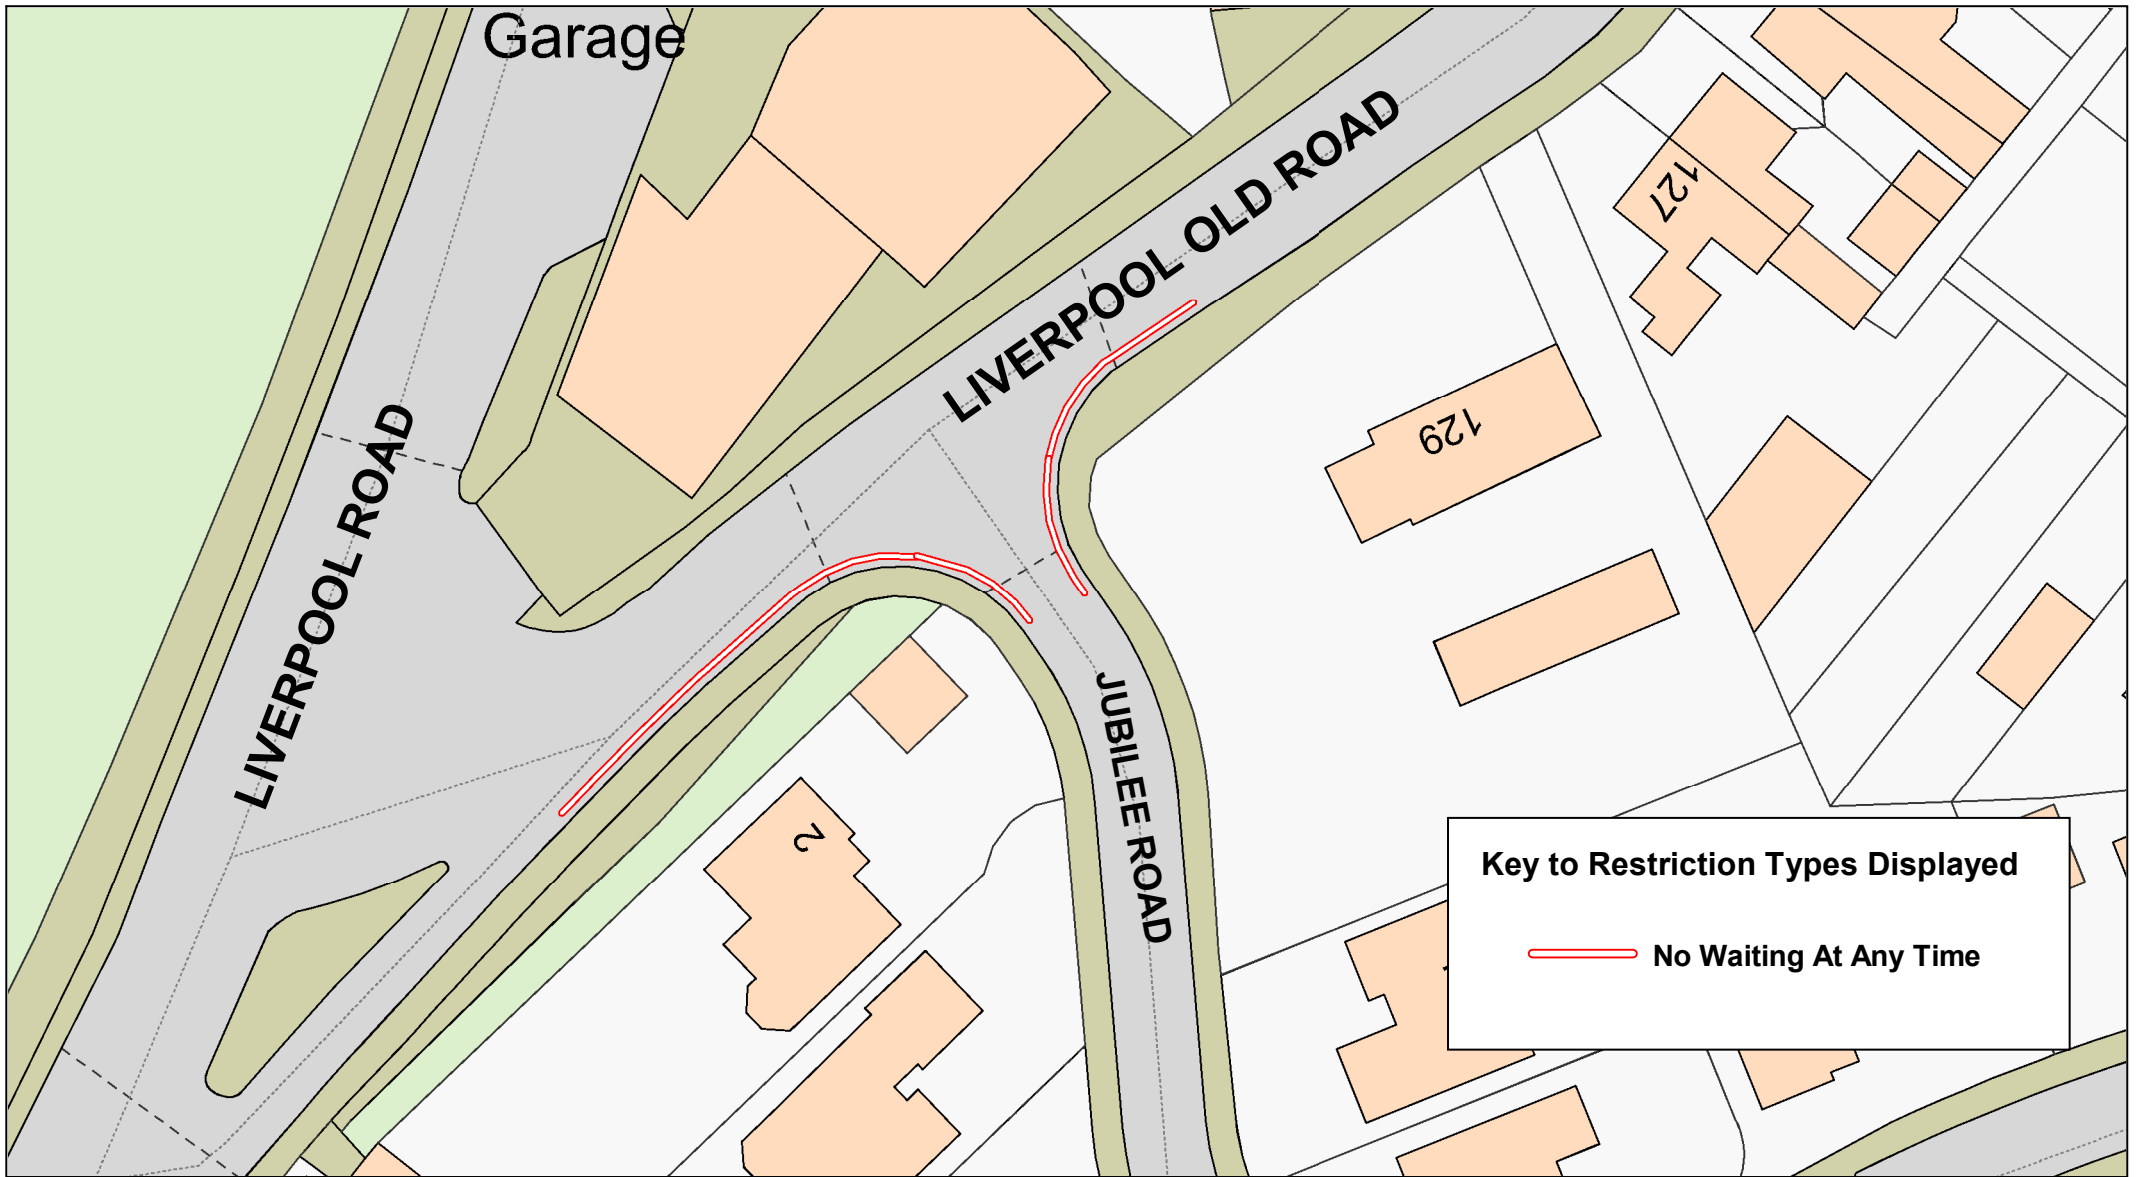 Garage
LIVERPOOL OLD ROAD
127
129
LIVERPOOL ROAD
JUBILEE ROAD
2
Key to Restriction Types Displayed
No Waiting At Any Time